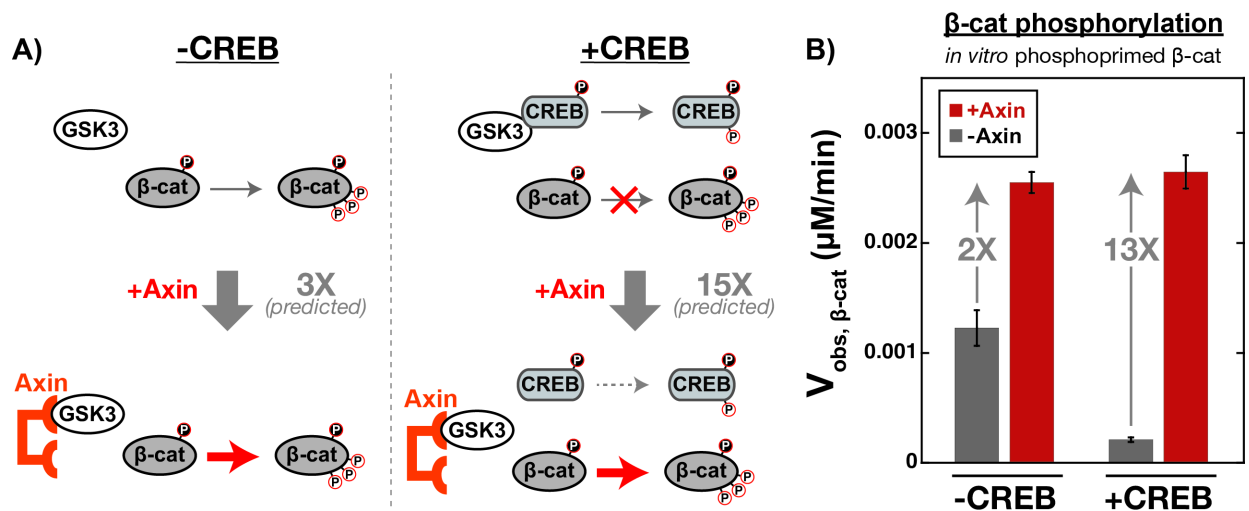 A)
-CREB
GSK3
P
β-cat
P
β-cat
P
P
P
+Axin
3X
(predicted)
Axin
GSK3
P
β-cat
P
β-cat
P
P
P
+CREB
P
CREB
GSK3
P
CREB
P
P
β-cat
P
β-cat
P
P
P
+Axin
15X
(predicted)
P
CREB
P
CREB
P
Axin
GSK3
P
β-cat
P
β-cat
P
P
P
B)
β-cat phosphorylation
in vitro phosphoprimed β-cat
+Axin
-Axin
V obs, β-cat (µM/min)
0.003
0.002
0.001
0
2X
13X
-CREB
+CREB